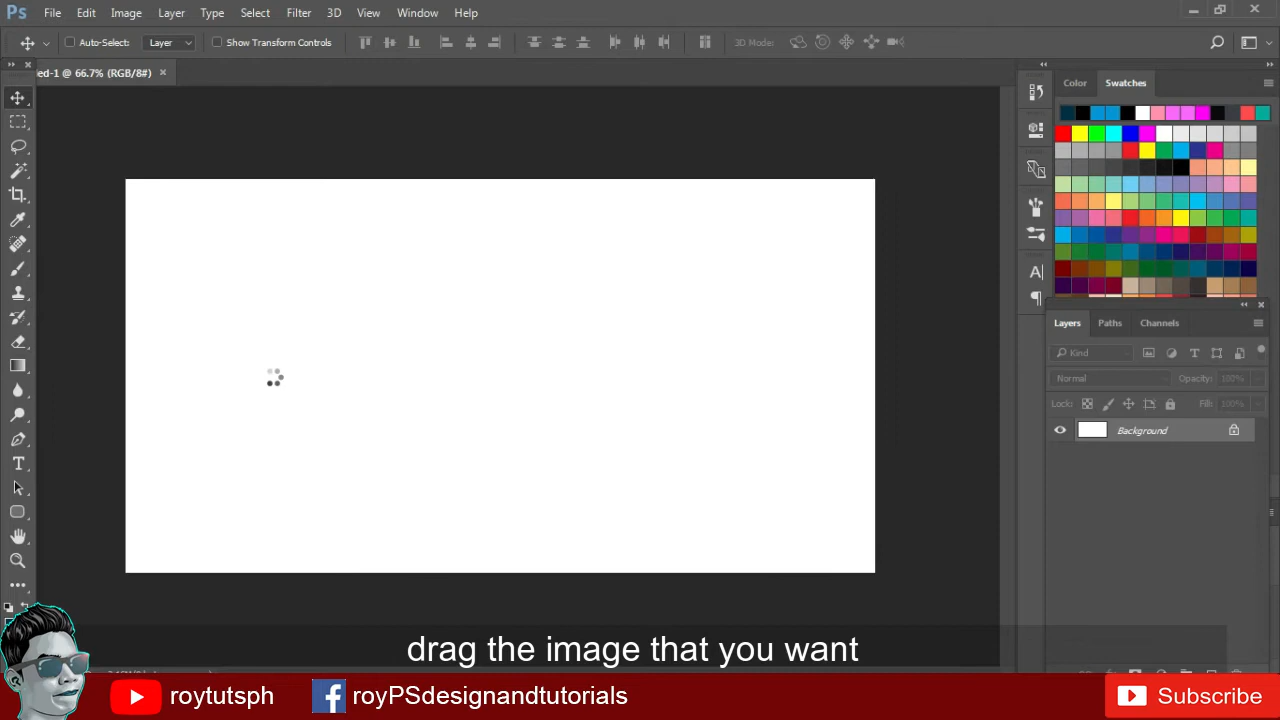 Ps File Edit Image Layer Type Select Filter 3D View Window Help
Auto-Select: Layer Show Transform Controls 3D Mode:
ed-1 @ 66.7% (RGB/8#)
Color Swatches
Layers Paths Channels
Kind
Normal Opacity: 100%
Lock: Fill: 100%
Background
drag the image that you want
roytutsph royPSdesignandtutorials Subscribe